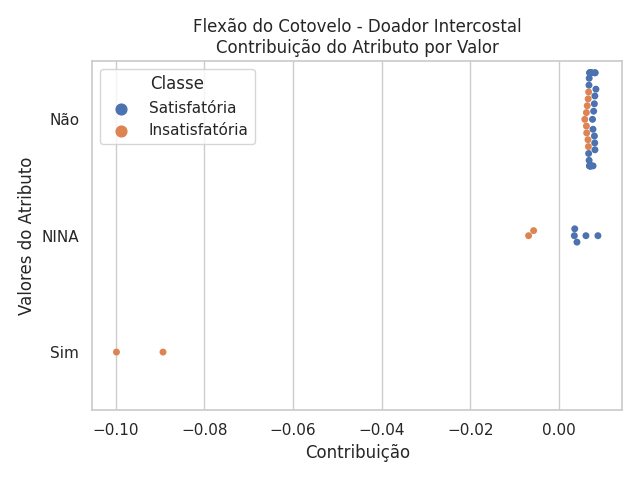 Flexão do Cotovelo - Doador Intercostal
Contribuição do Atributo por Valor
Classe
Satisfatória
Insatisfatória
Valores do Atributo
Não
NINA
Sim
−0.10 −0.08 −0.06 −0.04 −0.02 0.00
Contribuição